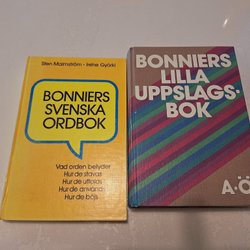 Sten Malmström · Irene Györki
BONNIERS
SVENSKA
ORDBOK
Vad orden betyder
Hur de stavas
Hur de uttalas
Hur de används
Hur de böjs
BONNIERS
LILLA
UPPSLAGS-
BOK
A-Ö